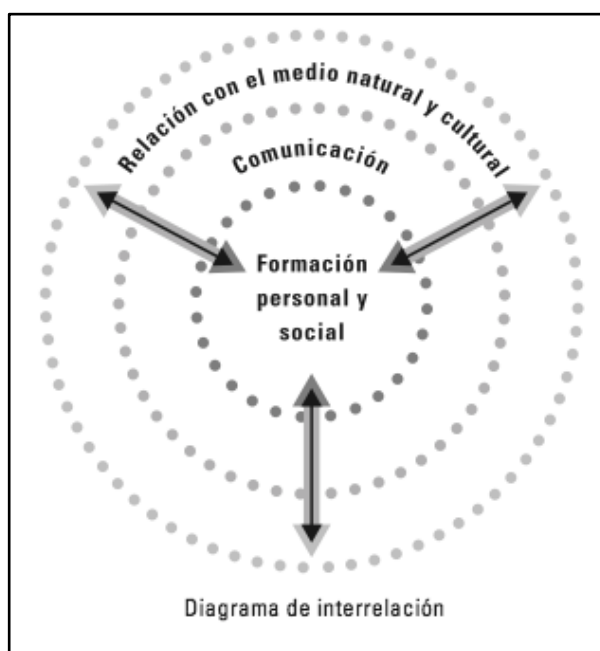 Relación con el medio natural y cultural
Comunicación
Formación
personal y
social
Diagrama de interrelación